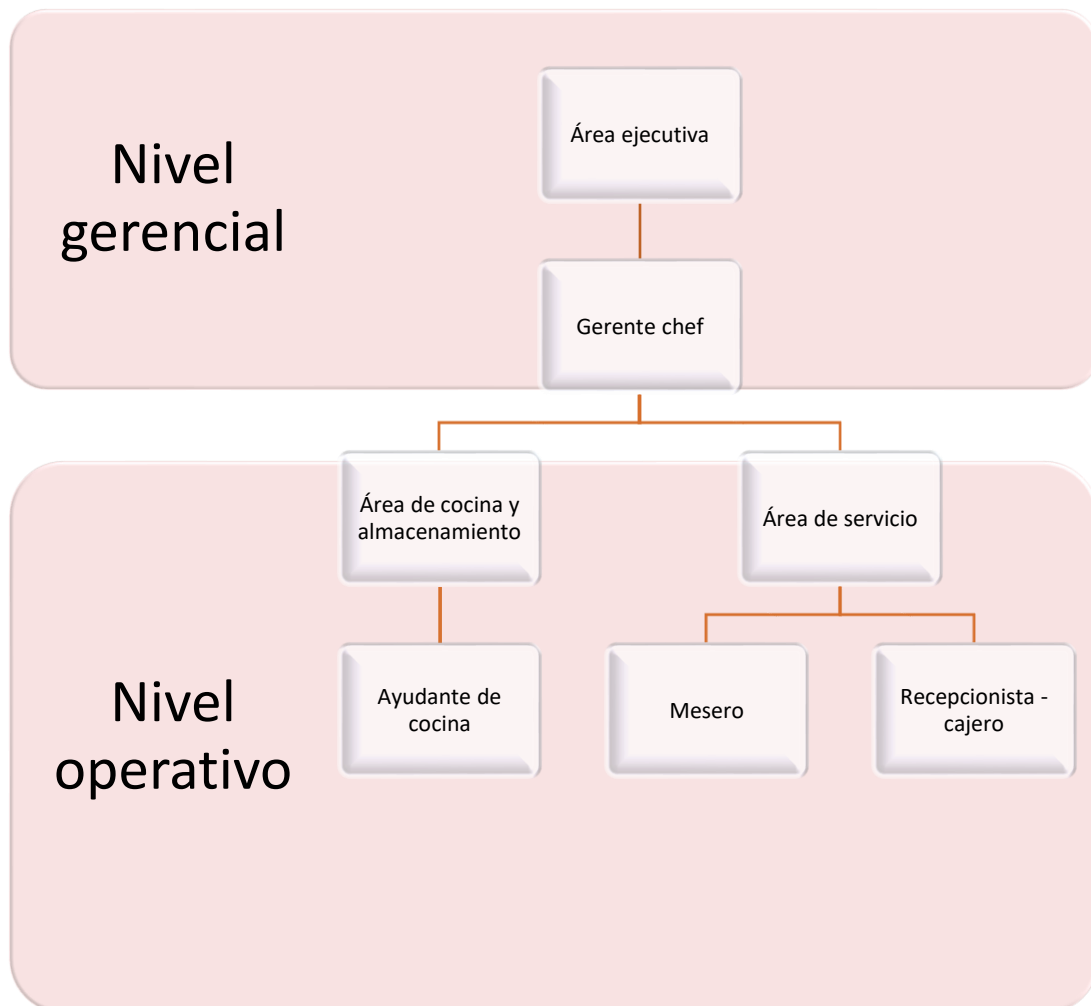 Nivel
gerencial
Área ejecutiva
Gerente chef
Área de cocina y
almacenamiento
Área de servicio
Nivel
operativo
Ayudante de
cocina
Mesero
Recepcionista -
cajero